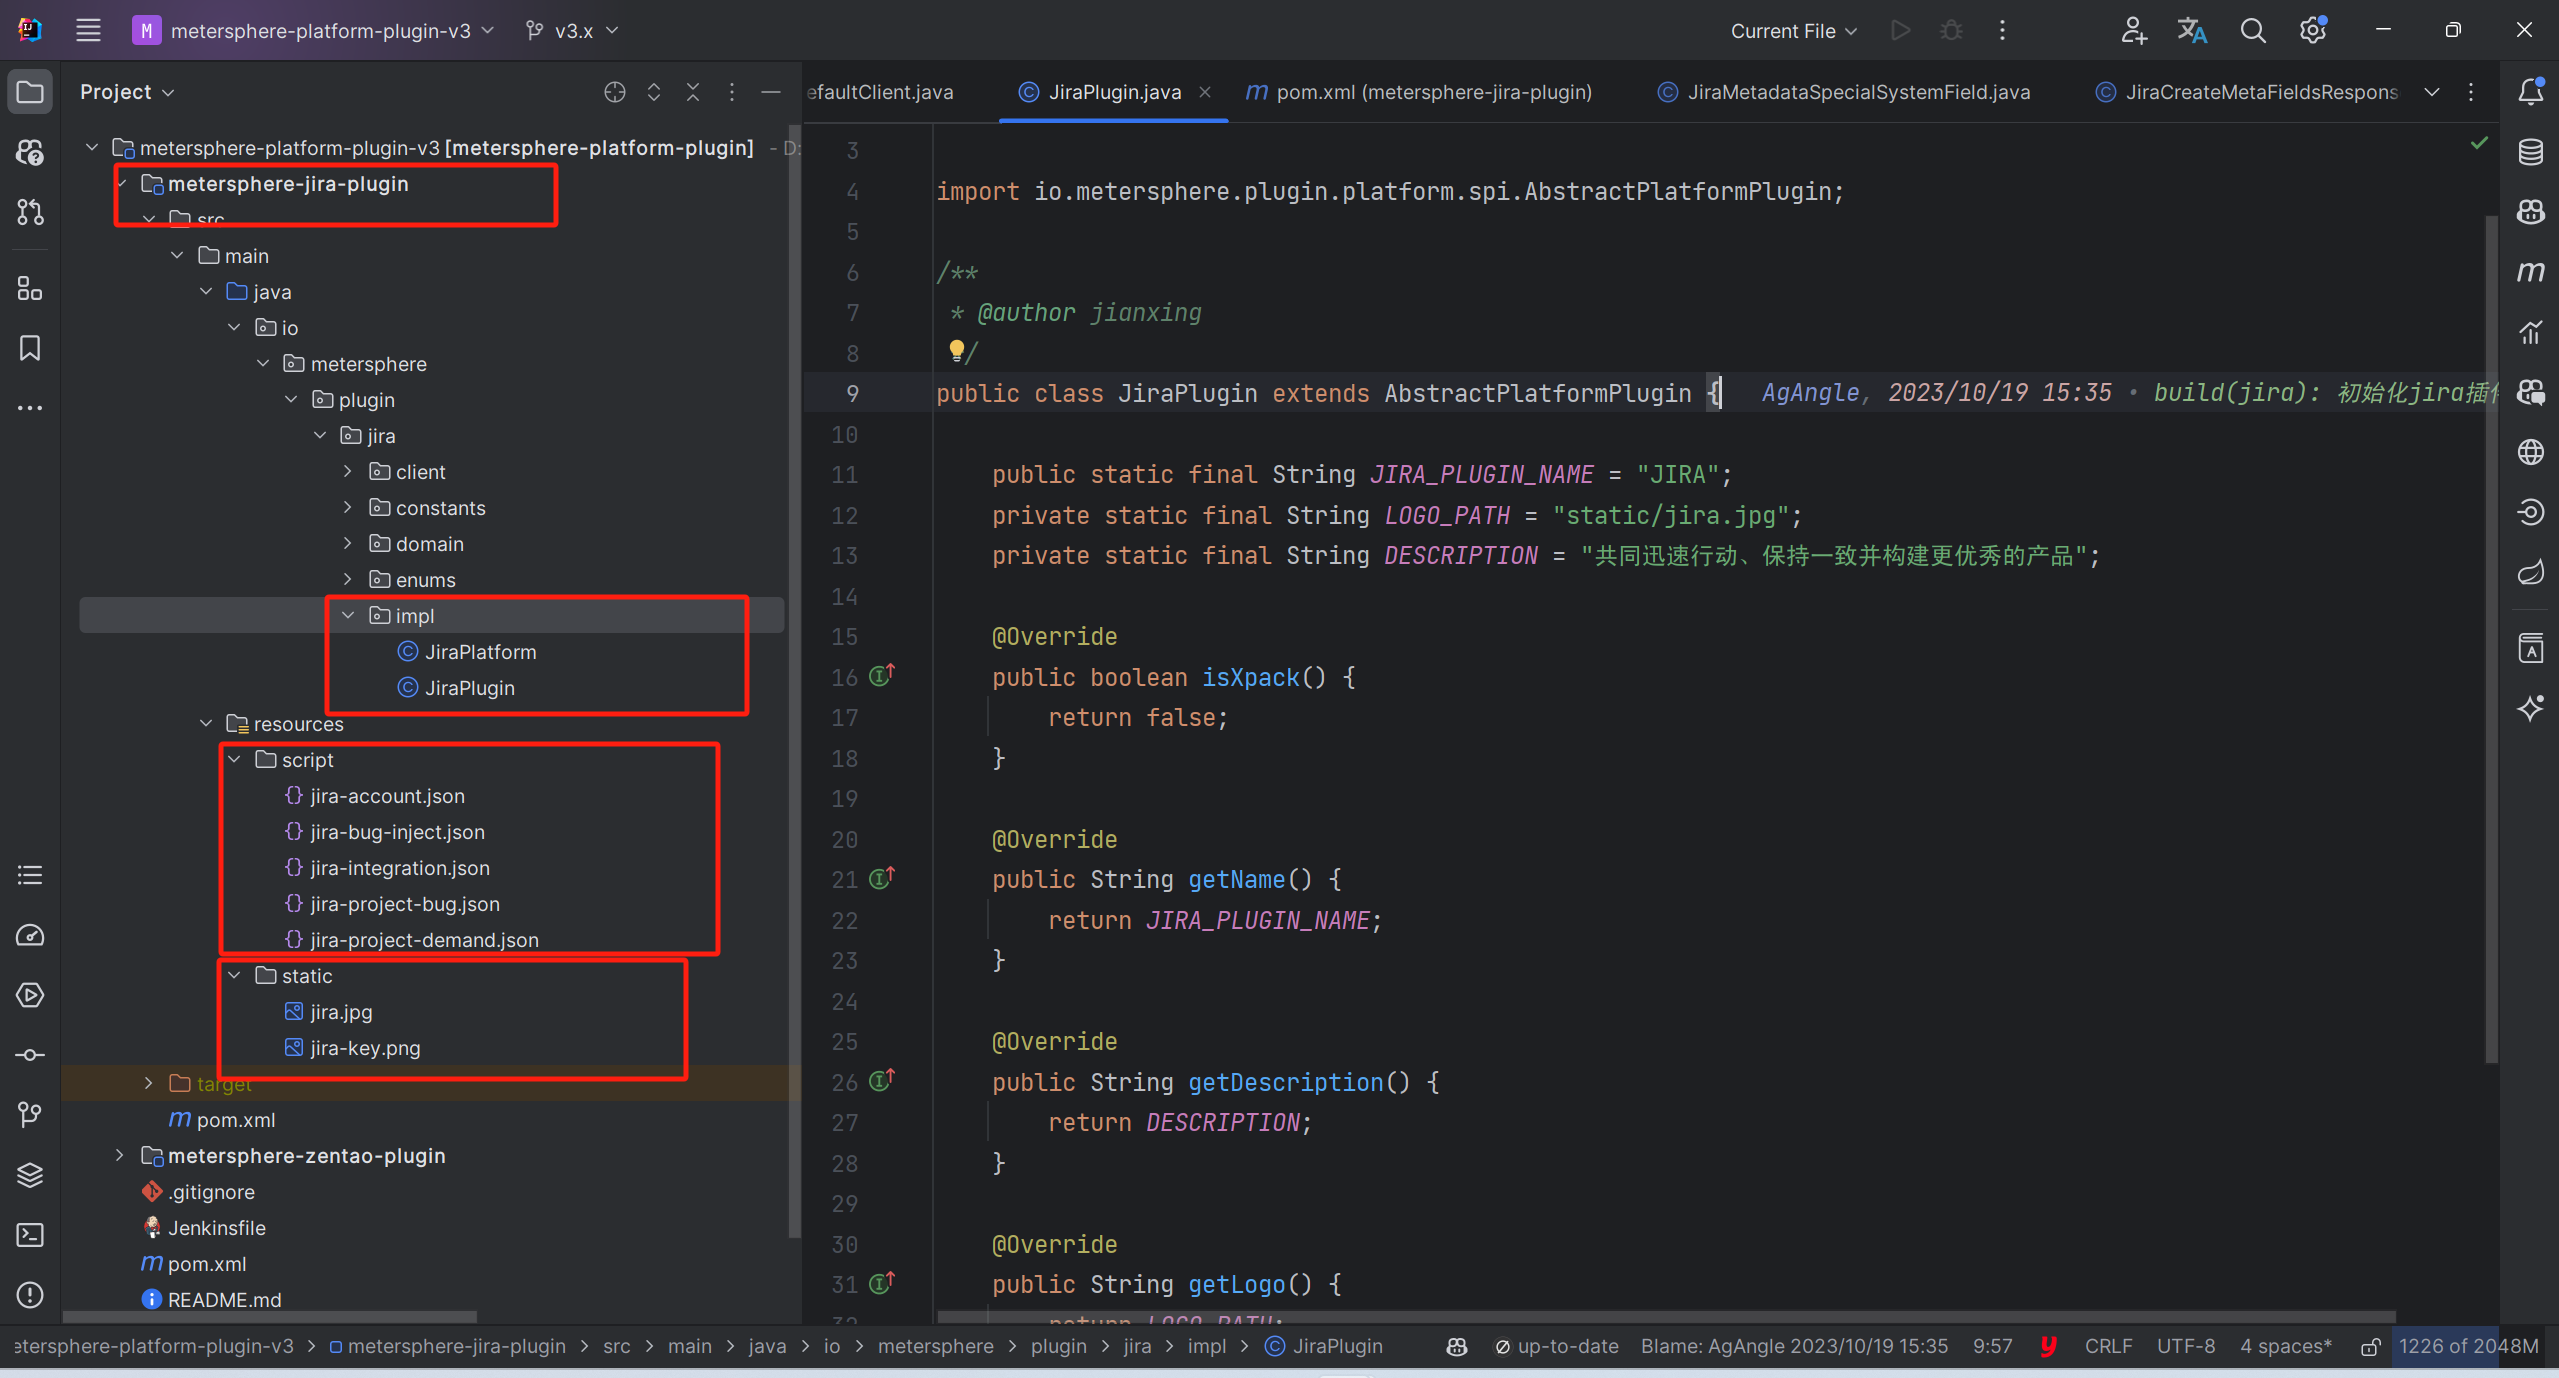 M metersphere-platform-plugin-v3 v3.x Current File
Project
efaultClient.java JiraPlugin.java pom.xml (metersphere-jira-plugin) JiraMetadataSpecialSystemField.java JiraCreateMetaFieldsRespons
metersphere-platform-plugin-v3 [metersphere-platform-plugin] - D:
metersphere-jira-plugin
src
main
java
io
metersphere
plugin
jira
client
constants
domain
enums
impl
JiraPlatform
JiraPlugin
resources
script
jira-account.json
jira-bug-inject.json
jira-integration.json
jira-project-bug.json
jira-project-demand.json
static
jira.jpg
jira-key.png
target
pom.xml
metersphere-zentao-plugin
.gitignore
Jenkinsfile
pom.xml
README.md
3
4 import io.metersphere.plugin.platform.spi.AbstractPlatformPlugin;
5
6 /**
7 * @author jianxing
8 */
9 public class JiraPlugin extends AbstractPlatformPlugin { AgAngle, 2023/10/19 15:35 • build(jira): 初始化jira插件
10
11 public static final String JIRA_PLUGIN_NAME = "JIRA";
12 private static final String LOGO_PATH = "static/jira.jpg";
13 private static final String DESCRIPTION = "共同迅速行动、保持一致并构建更优秀的产品";
14
15 @Override
16 public boolean isXpack() {
17 return false;
18 }
19
20 @Override
21 public String getName() {
22 return JIRA_PLUGIN_NAME;
23 }
24
25 @Override
26 public String getDescription() {
27 return DESCRIPTION;
28 }
29
30 @Override
31 public String getLogo() {
32 return LOGO_PATH;
etersphere-platform-plugin-v3 > metersphere-jira-plugin > src > main > java > io > metersphere > plugin > jira > impl > JiraPlugin up-to-date Blame: AgAngle 2023/10/19 15:35 9:57 CRLF UTF-8 4 spaces* 1226 of 2048M